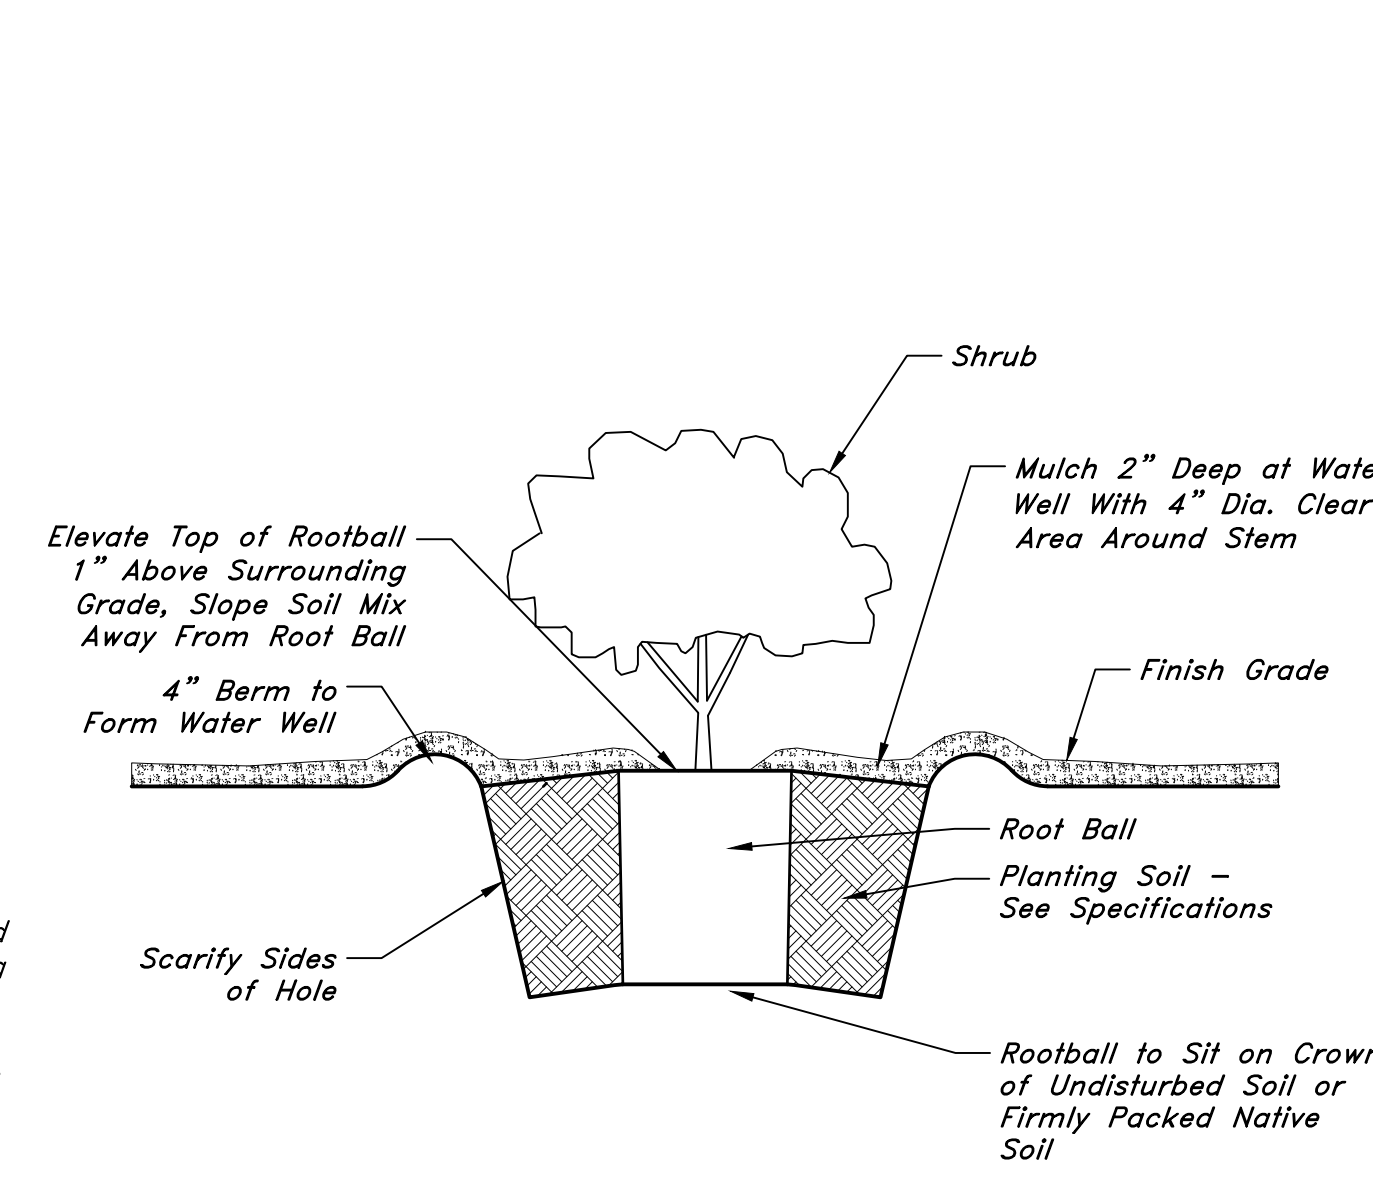 Shrub
Mulch 2” Deep at Wate
Well With 4” Dia. Clear
Area Around Stem
Elevate Top of Rootball
1” Above Surrounding
Grade, Slope Soil Mix
Away From Root Ball
4” Berm to
Form Water Well
Finish Grade
Root Ball
Planting Soil –
See Specifications
Scarify Sides
of Hole
Rootball to Sit on Crown
of Undisturbed Soil or
Firmly Packed Native
Soil